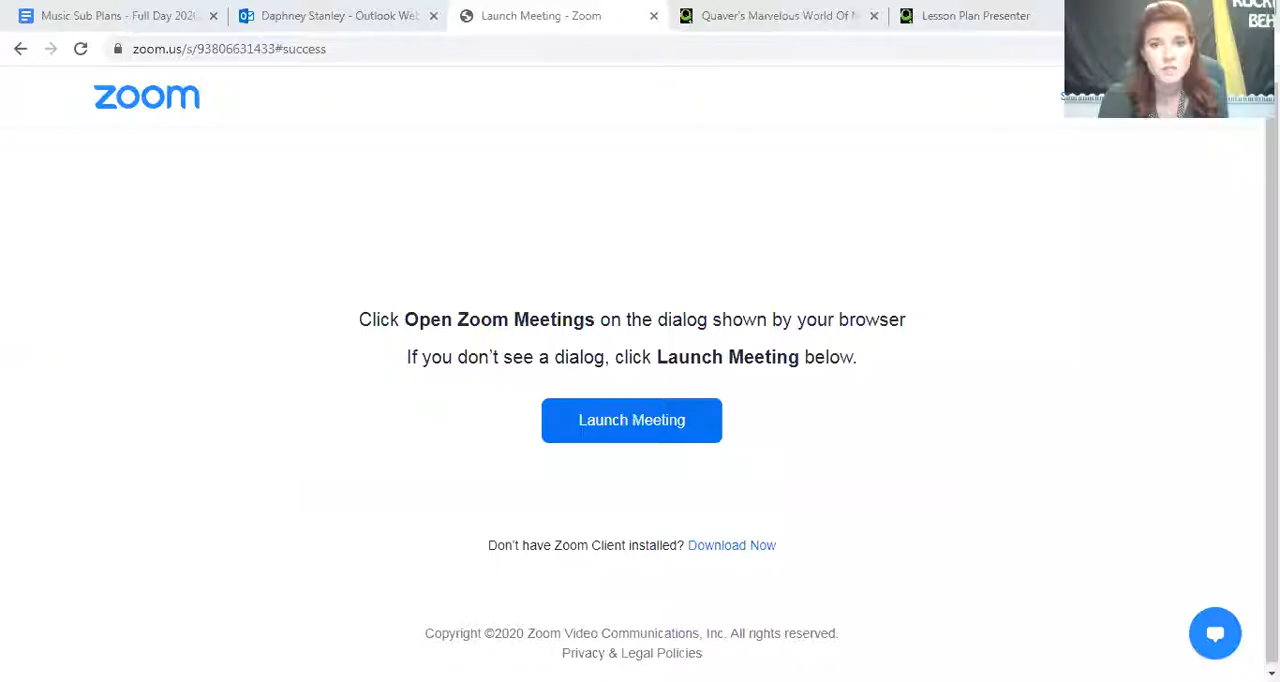 Music Sub Plans - Full Day 202
Daphney Stanley - Outlook Web
Launch Meeting - Zoom
Quaver's Marvelous World Of M
Lesson Plan Presenter
zoom.us/s/93806631433#success
zoom
BEH
Click Open Zoom Meetings on the dialog shown by your browser
If you don't see a dialog, click Launch Meeting below.
Launch Meeting
Don't have Zoom Client installed? Download Now
Copyright ©2020 Zoom Video Communications, Inc. All rights reserved.
Privacy & Legal Policies